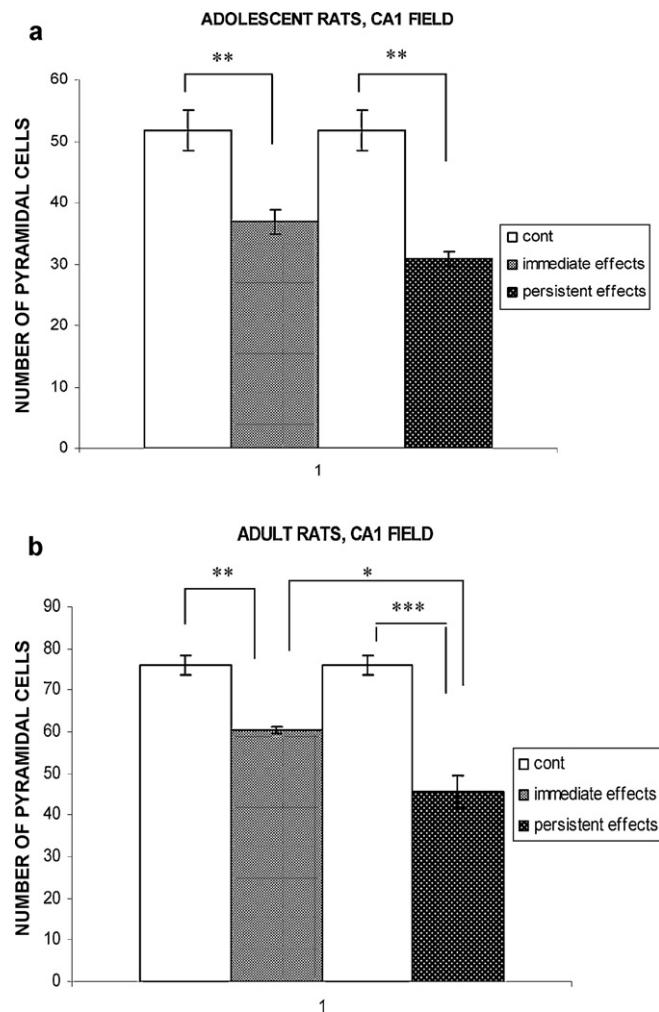 a
ADOLESCENT RATS, CA1 FIELD
** **
60
50
40
30
20
10
0
NUMBER OF PYRAMIDAL CELLS
1
cont
immediate effects
persistent effects
b
ADULT RATS, CA1 FIELD
** *
***
90
80
70
60
50
40
30
20
10
0
NUMBER OF PYRAMIDAL CELLS
1
cont
immediate effects
persistent effects